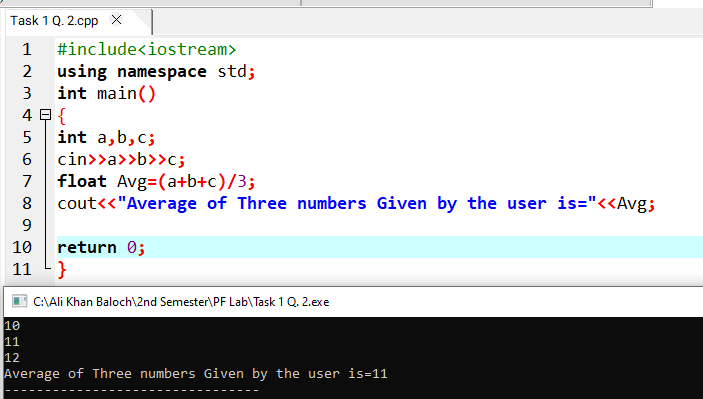 Task 1 Q. 2.cpp
1 #include<iostream>
2 using namespace std;
3 int main()
4 {
5 int a,b,c;
6 cin>>a>>b>>c;
7 float Avg=(a+b+c)/3;
8 cout<<"Average of Three numbers Given by the user is="<<Avg;
9
10 return 0;
11 }
C:\Ali Khan Baloch\2nd Semester\PF Lab\Task 1 Q. 2.exe
10
11
12
Average of Three numbers Given by the user is=11
--------------------------------